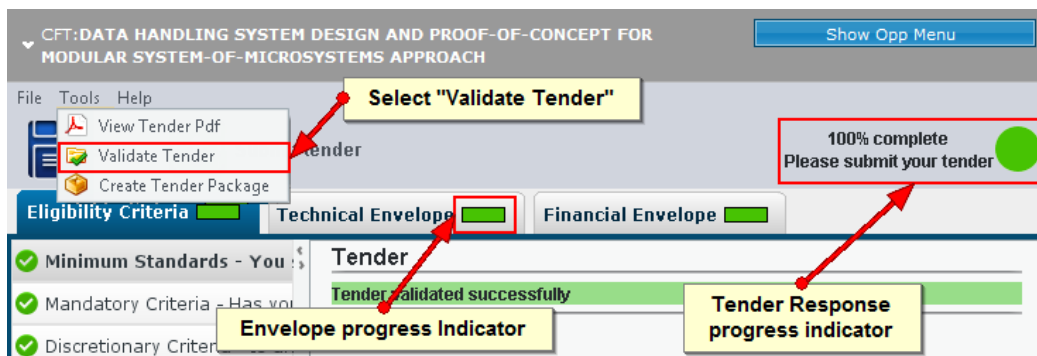 CFT:DATA HANDLING SYSTEM DESIGN AND PROOF-OF-CONCEPT FOR
MODULAR SYSTEM-OF-MICROSYSTEMS APPROACH
Show Opp Menu
File Tools Help
Select "Validate Tender"
View Tender Pdf
Validate Tender
Create Tender Package
tender
100% complete
Please submit your tender
Eligibility Criteria
Technical Envelope
Financial Envelope
Minimum Standards - You
Tender
Mandatory Criteria - Has you
Tender validated successfully
Envelope progress Indicator
Tender Response
progress indicator
Discretionary Criteria